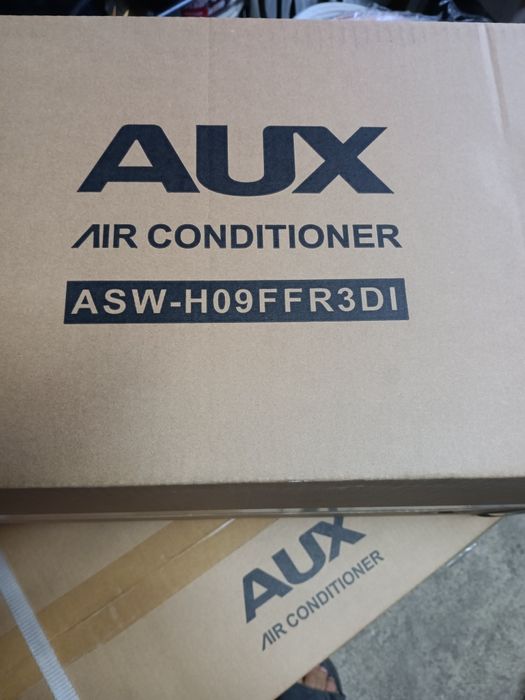 AUX
AIR CONDITIONER
ASW-H09FFR3DI
AUX
AIR CONDITIONER